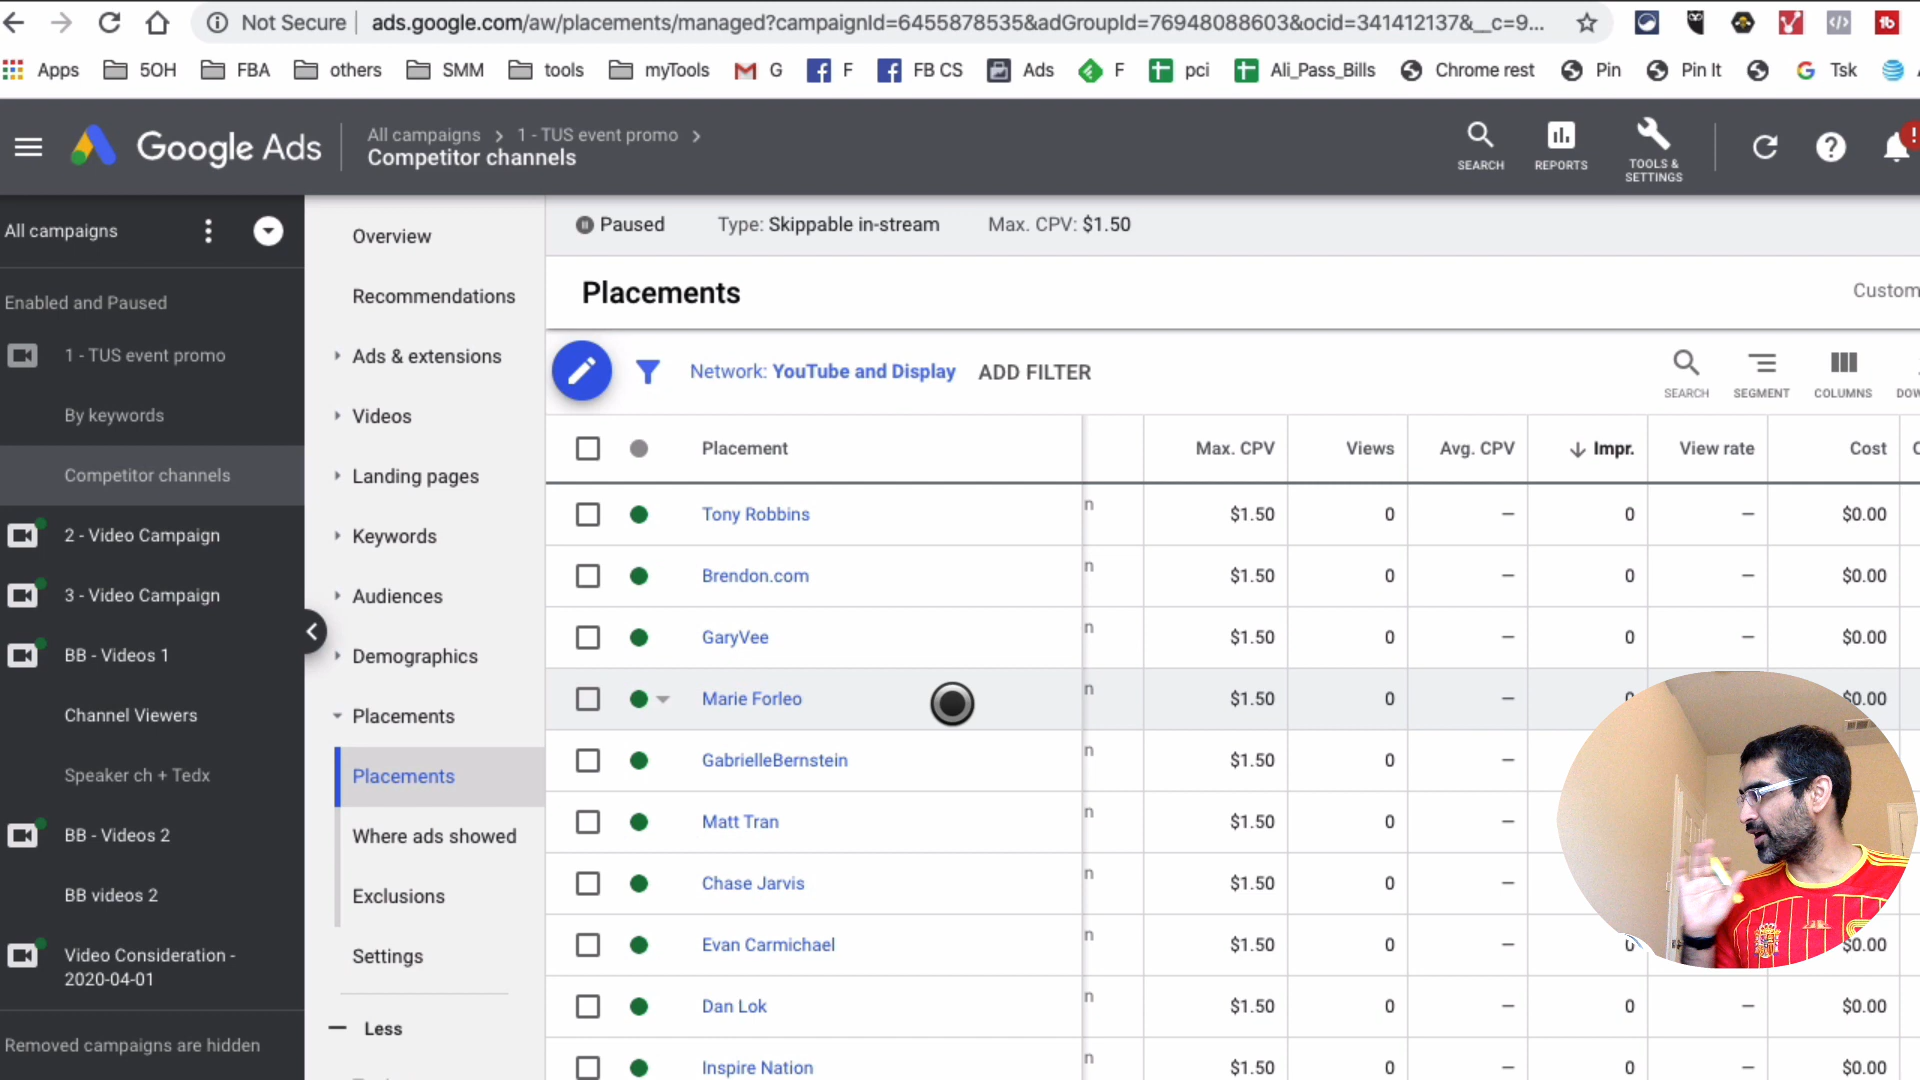 Not Secure
ads.google.com/aw/placements/managed?campaignId=6455878535&adGroupId=76948088603&ocid=341412137&__c=9...
Apps 5OH FBA others SMM tools myTools G F FB CS Ads F pci Ali_Pass_Bills Chrome rest Pin Pin It Tsk
Google Ads
All campaigns > 1 - TUS event promo >
Competitor channels
SEARCH
REPORTS
TOOLS &
SETTINGS
All campaigns
Enabled and Paused
1 - TUS event promo
By keywords
Competitor channels
2 - Video Campaign
3 - Video Campaign
BB - Videos 1
Channel Viewers
Speaker ch + Tedx
BB - Videos 2
BB videos 2
Video Consideration -
2020-04-01
Removed campaigns are hidden
Overview
Recommendations
Ads & extensions
Videos
Landing pages
Keywords
Audiences
Demographics
Placements
Placements
Where ads showed
Exclusions
Settings
Less
Paused Type: Skippable in-stream Max. CPV: $1.50
Placements
Custom
Network: YouTube and Display ADD FILTER
SEARCH SEGMENT COLUMNS DOW
Placement Max. CPV Views Avg. CPV Impr. View rate Cost
Tony Robbins n $1.50 0 — 0 — $0.00
Brendon.com n $1.50 0 — 0 — $0.00
GaryVee n $1.50 0 — 0 — $0.00
Marie Forleo n $1.50 0 — 0 — $0.00
GabrielleBernstein n $1.50 0 —
Matt Tran n $1.50 0 —
Chase Jarvis n $1.50 0 —
Evan Carmichael n $1.50 0 — 0 $0.00
Dan Lok n $1.50 0 — 0 — $0.00
Inspire Nation n $1.50 0 — 0 — $0.00